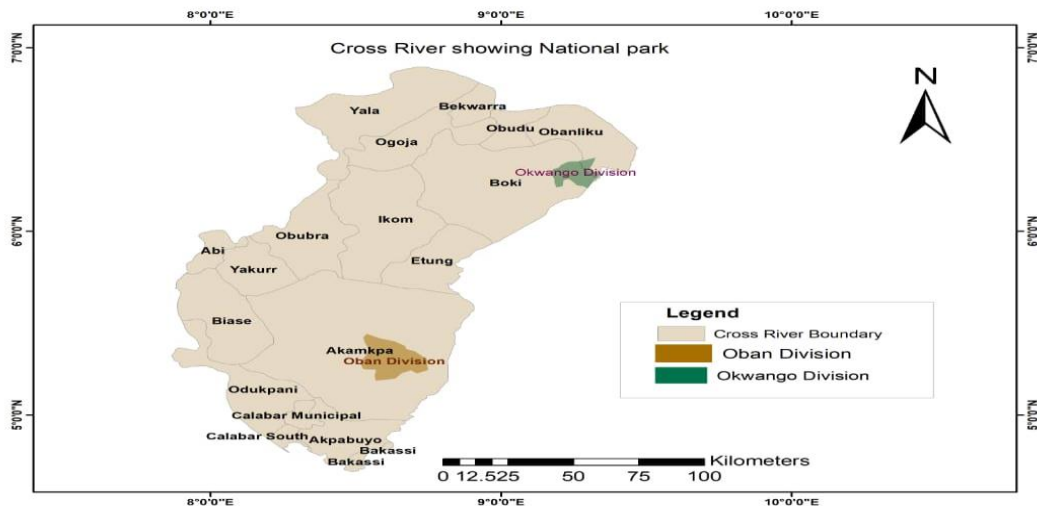 8°0'0"E 9°0'0"E 10°0'0"E
Cross River showing National park
7°0'0"N 7°0'0"N
N
Yala
Bekwarra
Obudu Obanliku
Ogoja
Okwango Division
Boki
Ikom
6°0'0"N 6°0'0"N
Obubra
Abi
Etung
Yakurr
Biase
Legend
Cross River Boundary
Oban Division
Okwango Division
Akamkpa
Oban Division
Odukpani
5°0'0"N 5°0'0"N
Calabar Municipal
Calabar South Akpabuyo
Bakassi
Bakassi
Kilometers
0 12.525 50 75 100
8°0'0"E 9°0'0"E 10°0'0"E